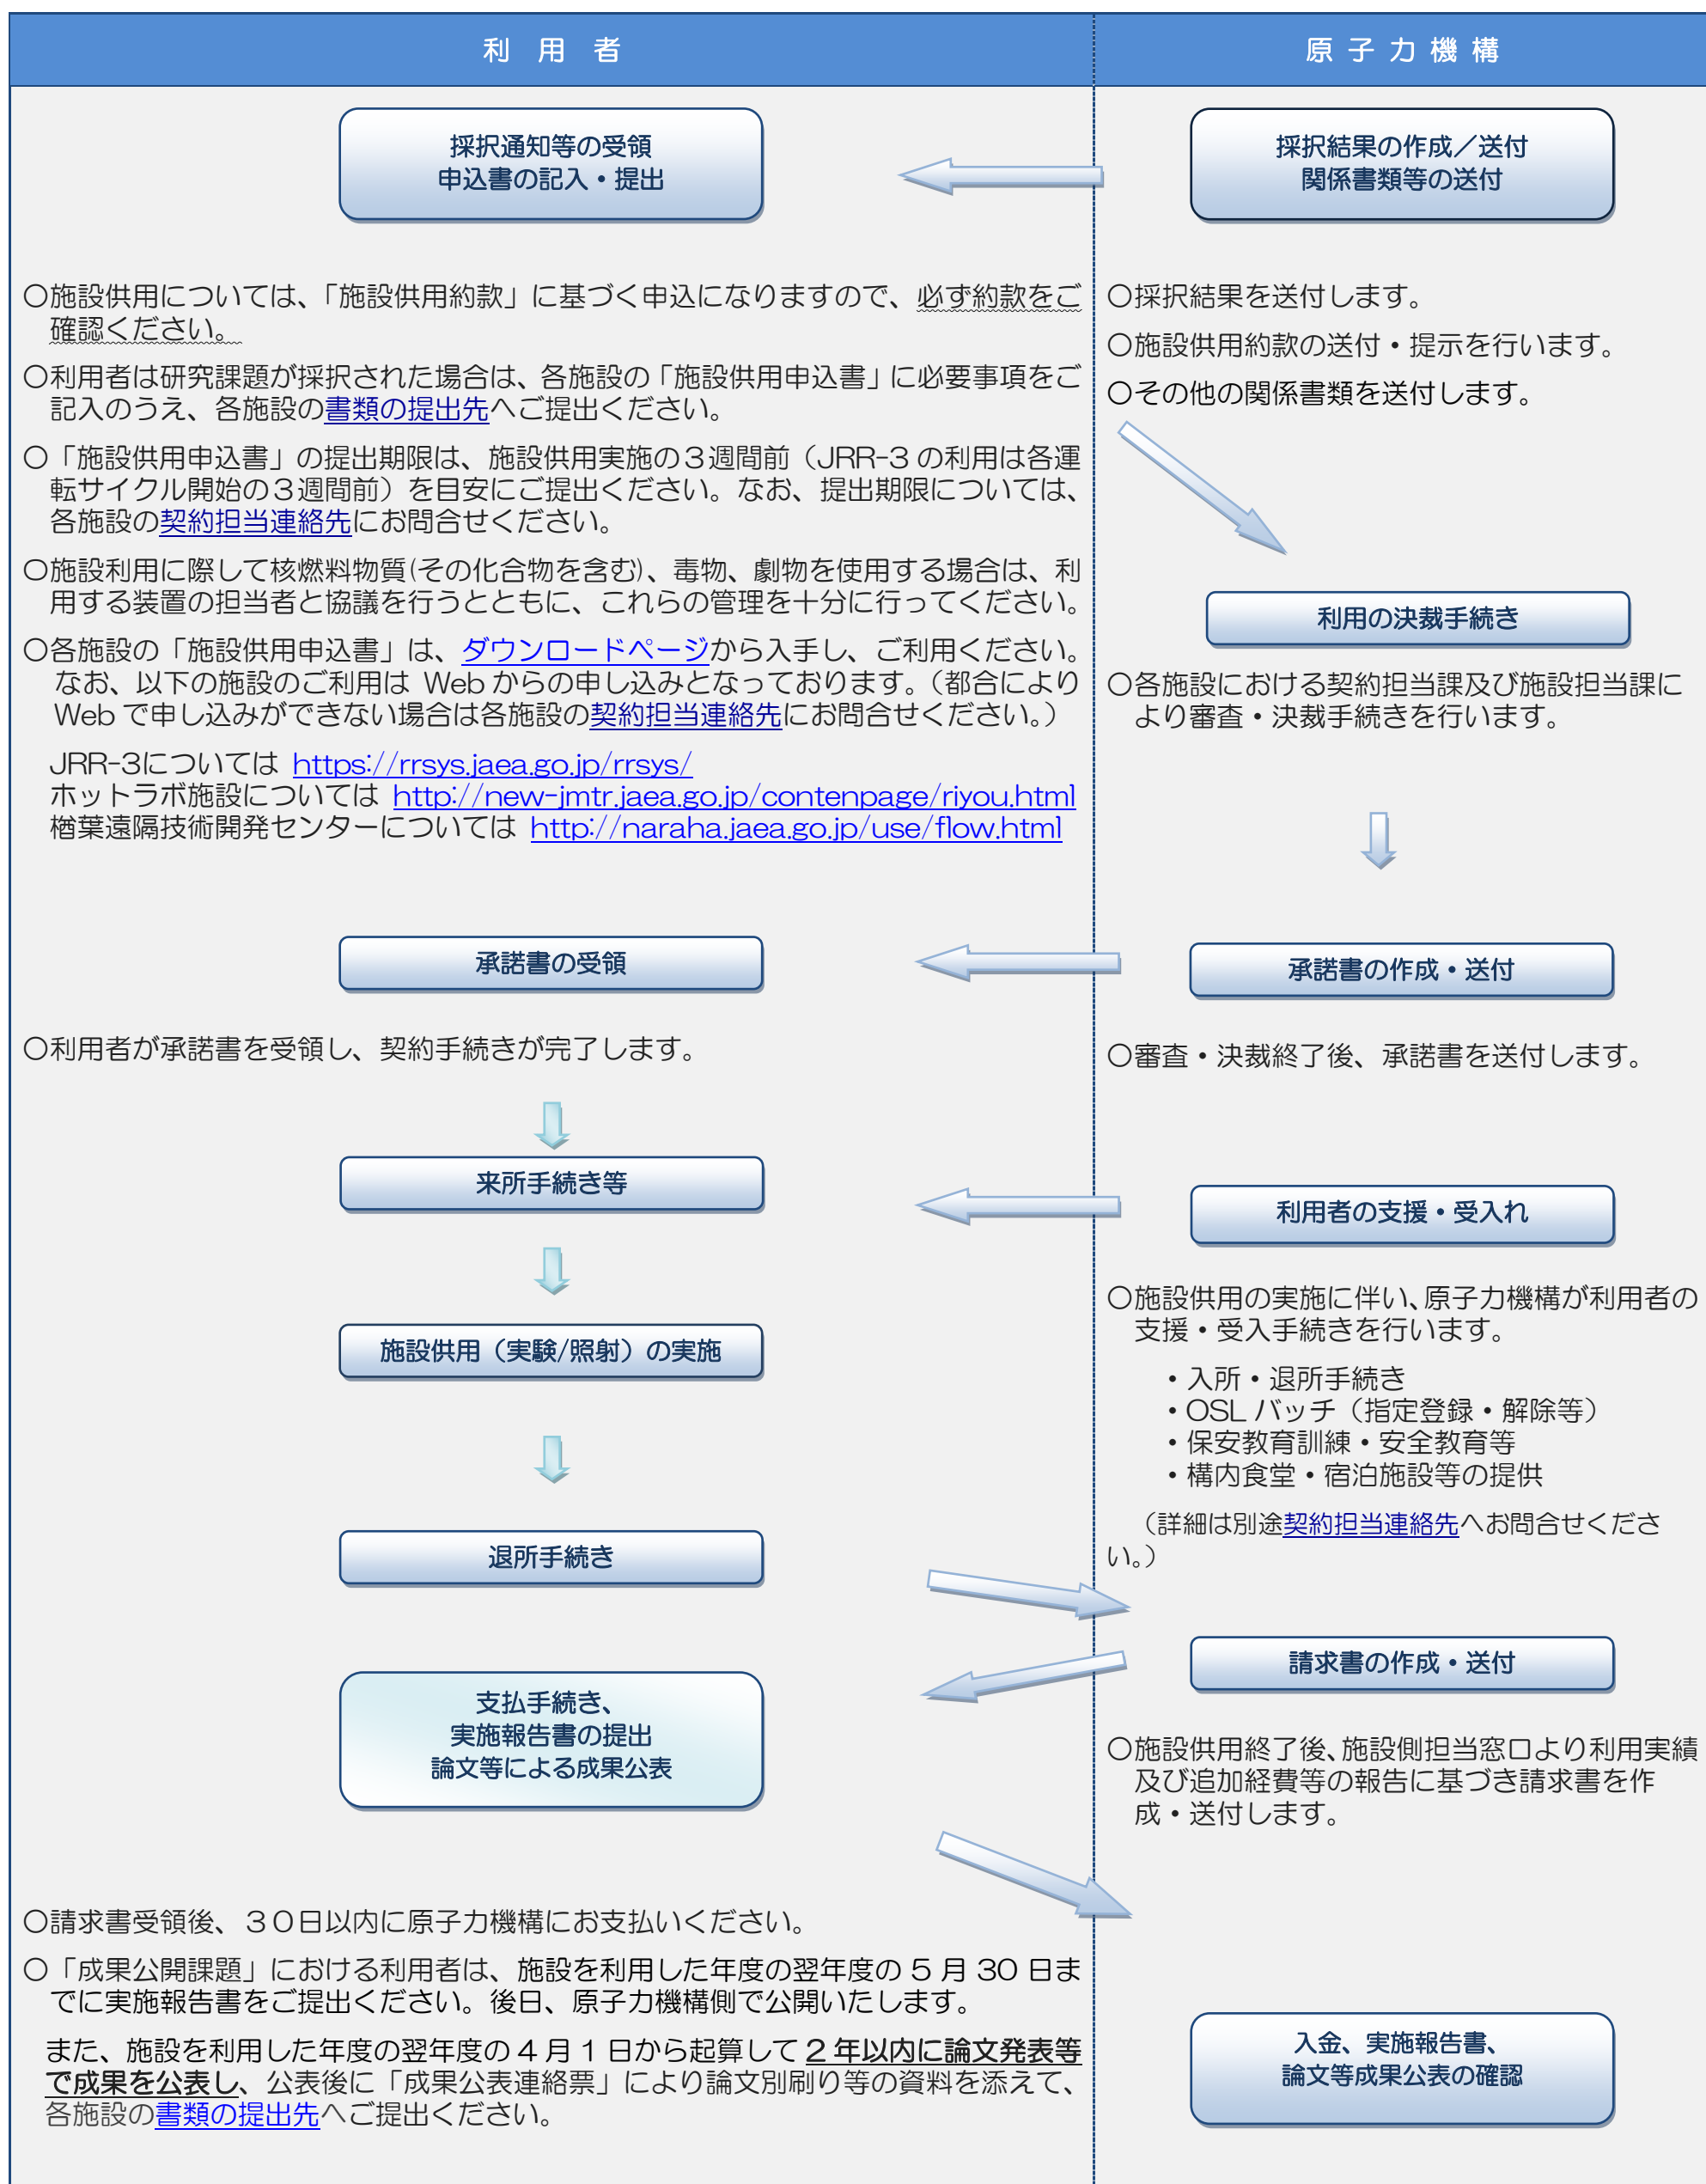 利用者
原子力機構
採択通知等の受領
申込書の記入・提出
採択結果の作成／送付
関係書類等の送付
〇施設供用については、「施設供用約款」に基づく申込になりますので、必ず約款をご
確認ください。
〇利用者は研究課題が採択された場合は、各施設の「施設供用申込書」に必要事項をご
記入のうえ、各施設の書類の提出先へご提出ください。
〇「施設供用申込書」の提出期限は、施設供用実施の３週間前（JRR-3 の利用は各運
転サイクル開始の３週間前）を目安にご提出ください。なお、提出期限については、
各施設の契約担当連絡先にお問合せください。
〇施設利用に際して核燃料物質(その化合物を含む)、毒物、劇物を使用する場合は、利
用する装置の担当者と協議を行うとともに、これらの管理を十分に行ってください。
〇各施設の「施設供用申込書」は、ダウンロードページから入手し、ご利用ください。
なお、以下の施設のご利用は Web からの申し込みとなっております。（都合により
Web で申し込みができない場合は各施設の契約担当連絡先にお問合せください。）
JRR-3については https://rrsys.jaea.go.jp/rrsys/
ホットラボ施設については http://new-jmtr.jaea.go.jp/contenpage/riyou.html
楢葉遠隔技術開発センターについては http://naraha.jaea.go.jp/use/flow.html
〇採択結果を送付します。
〇施設供用約款の送付・提示を行います。
〇その他の関係書類を送付します。
利用の決裁手続き
〇各施設における契約担当課及び施設担当課に
より審査・決裁手続きを行います。
承諾書の受領
承諾書の作成・送付
〇利用者が承諾書を受領し、契約手続きが完了します。
〇審査・決裁終了後、承諾書を送付します。
来所手続き等
利用者の支援・受入れ
施設供用（実験/照射）の実施
〇施設供用の実施に伴い、原子力機構が利用者の
支援・受入手続きを行います。
・入所・退所手続き
・OSL バッチ（指定登録・解除等）
・保安教育訓練・安全教育等
・構内食堂・宿泊施設等の提供
（詳細は別途契約担当連絡先へお問合せくださ
い。）
退所手続き
請求書の作成・送付
支払手続き、
実施報告書の提出
論文等による成果公表
〇施設供用終了後、施設側担当窓口より利用実績
及び追加経費等の報告に基づき請求書を作
成・送付します。
〇請求書受領後、３０日以内に原子力機構にお支払いください。
〇「成果公開課題」における利用者は、施設を利用した年度の翌年度の 5 月 30 日ま
でに実施報告書をご提出ください。後日、原子力機構側で公開いたします。
また、施設を利用した年度の翌年度の 4 月 1 日から起算して 2 年以内に論文発表等
で成果を公表し、公表後に「成果公表連絡票」により論文別刷り等の資料を添えて、
各施設の書類の提出先へご提出ください。
入金、実施報告書、
論文等成果公表の確認